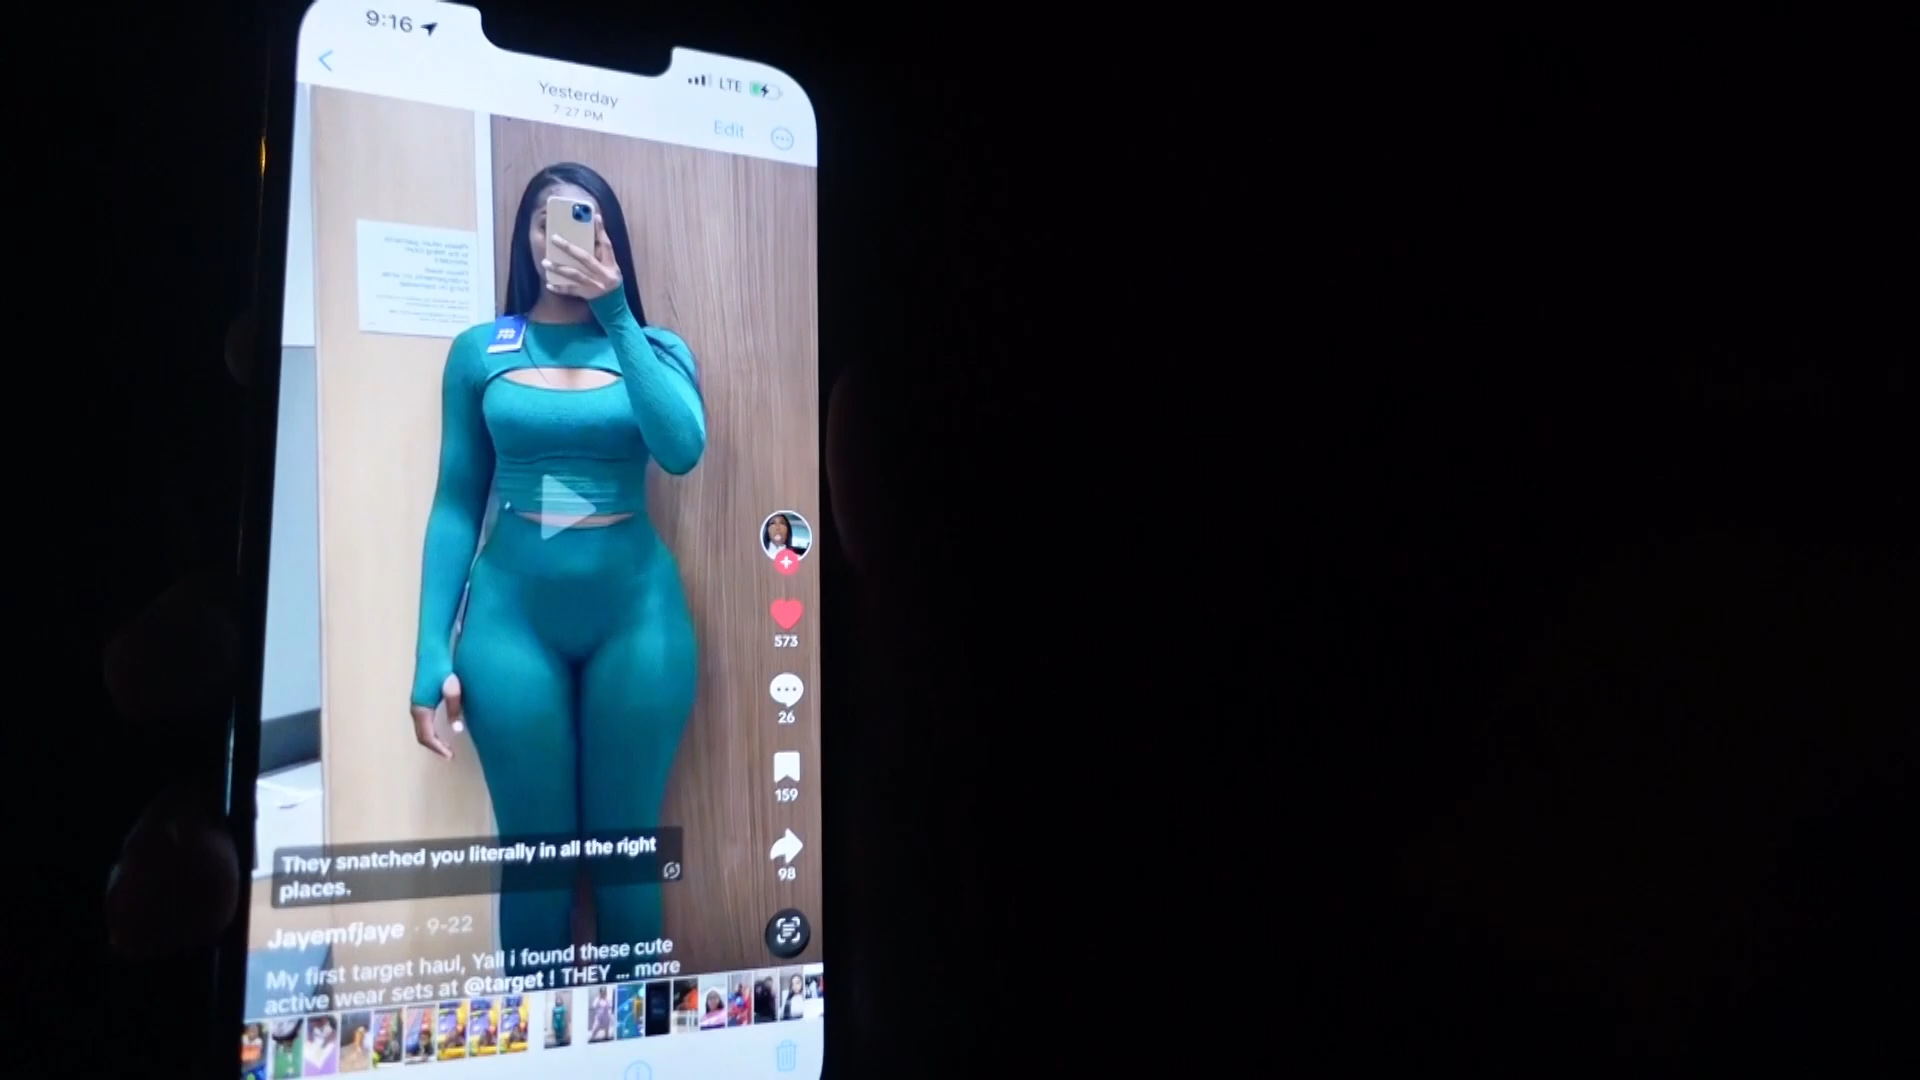 9:16
LTE
Yesterday
7:27 PM
Edit
573
26
159
98
They snatched you literally in all the right
places.
Jayemfjaye · 9-22
My first target haul, Yall i found these cute
active wear sets at @target ! THEY ... more